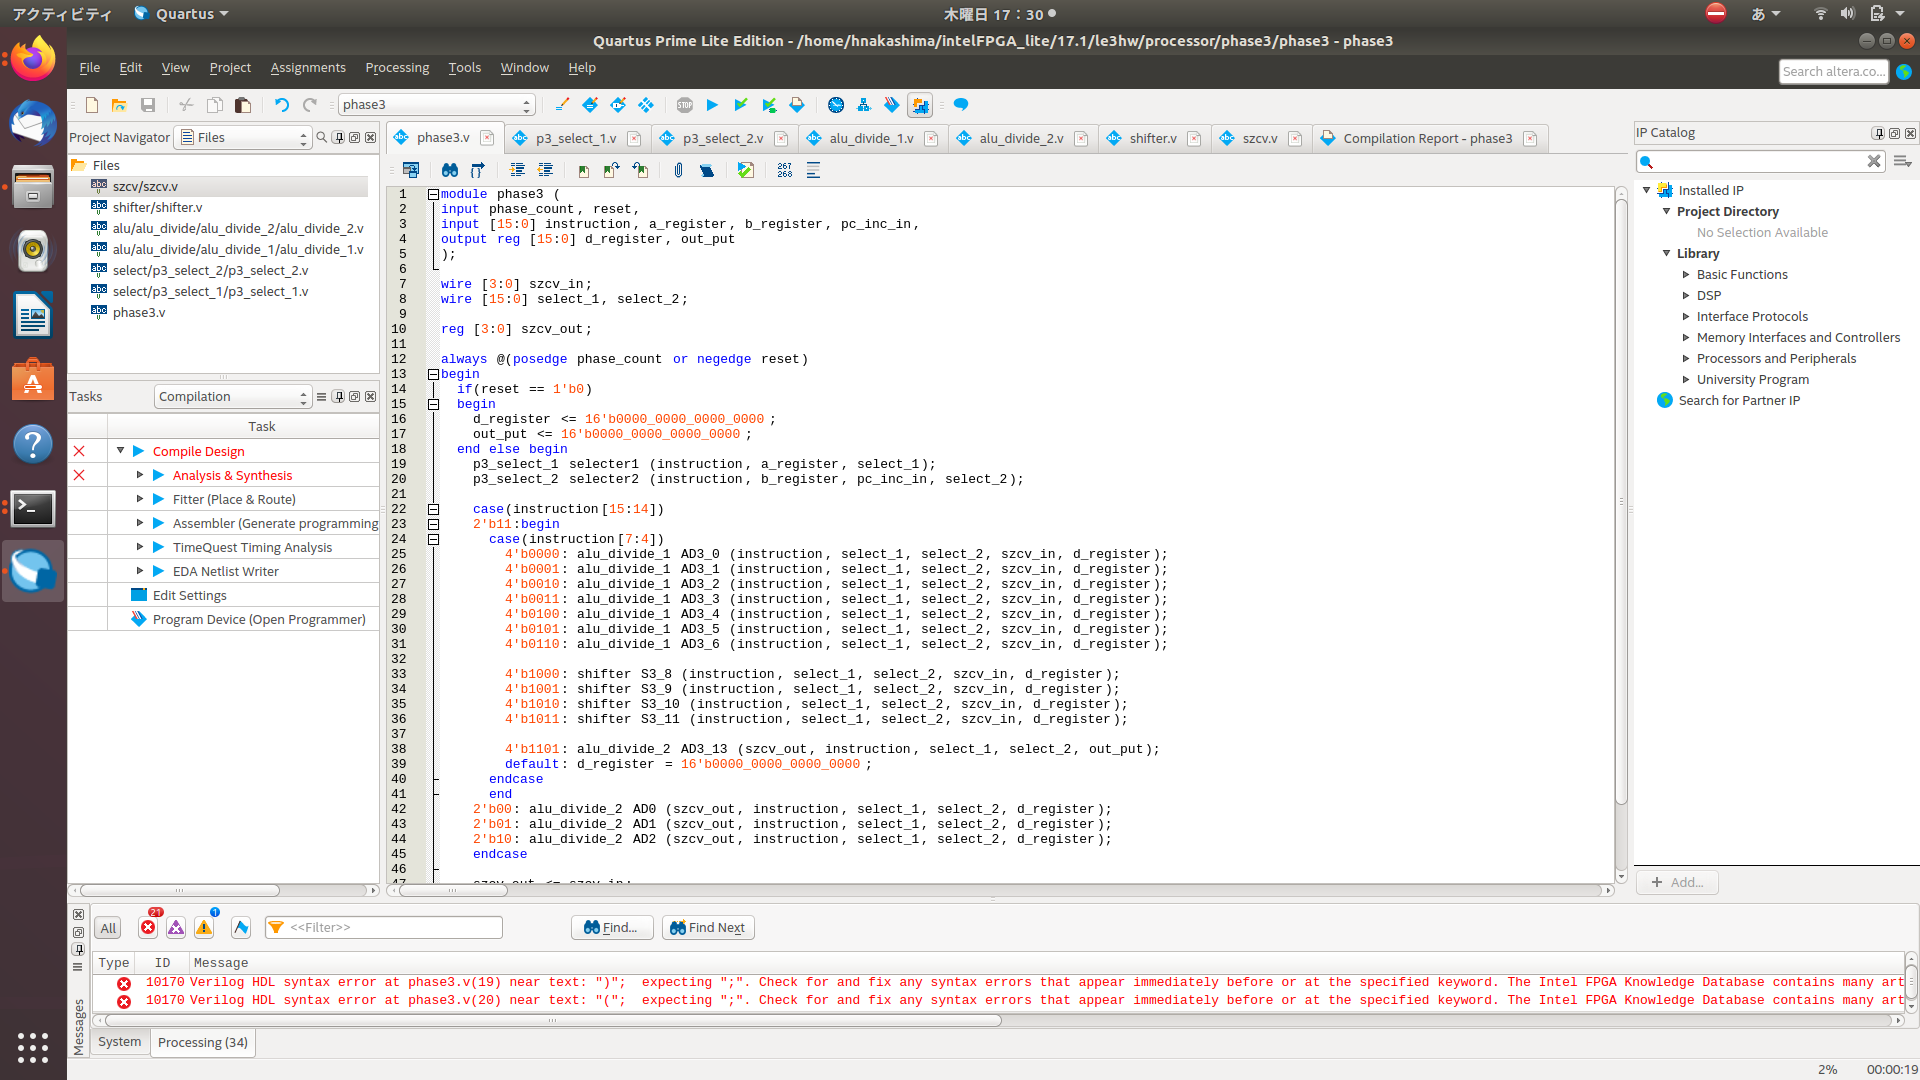 アクティビティ Quartus 木曜日 17：30 あ
Quartus Prime Lite Edition - /home/hnakashima/intelFPGA_lite/17.1/le3hw/processor/phase3/phase3 - phase3
File Edit View Project Assignments Processing Tools Window Help Search altera.co...
phase3
Project Navigator Files
Files
szcv/szcv.v
shifter/shifter.v
alu/alu_divide/alu_divide_2/alu_divide_2.v
alu/alu_divide/alu_divide_1/alu_divide_1.v
select/p3_select_2/p3_select_2.v
select/p3_select_1/p3_select_1.v
phase3.v
Tasks Compilation
Task
Compile Design
Analysis & Synthesis
Fitter (Place & Route)
Assembler (Generate programming
TimeQuest Timing Analysis
EDA Netlist Writer
Edit Settings
Program Device (Open Programmer)
phase3.v p3_select_1.v p3_select_2.v alu_divide_1.v alu_divide_2.v shifter.v szcv.v Compilation Report - phase3
267
268
1 module phase3 (
2 input phase_count, reset,
3 input [15:0] instruction, a_register, b_register, pc_inc_in,
4 output reg [15:0] d_register, out_put
5 );
6
7 wire [3:0] szcv_in;
8 wire [15:0] select_1, select_2;
9
10 reg [3:0] szcv_out;
11
12 always @(posedge phase_count or negedge reset)
13 begin
14 if(reset == 1'b0)
15 begin
16 d_register <= 16'b0000_0000_0000_0000;
17 out_put <= 16'b0000_0000_0000_0000;
18 end else begin
19 p3_select_1 selecter1 (instruction, a_register, select_1);
20 p3_select_2 selecter2 (instruction, b_register, pc_inc_in, select_2);
21
22 case(instruction[15:14])
23 2'b11:begin
24 case(instruction[7:4])
25 4'b0000: alu_divide_1 AD3_0 (instruction, select_1, select_2, szcv_in, d_register);
26 4'b0001: alu_divide_1 AD3_1 (instruction, select_1, select_2, szcv_in, d_register);
27 4'b0010: alu_divide_1 AD3_2 (instruction, select_1, select_2, szcv_in, d_register);
28 4'b0011: alu_divide_1 AD3_3 (instruction, select_1, select_2, szcv_in, d_register);
29 4'b0100: alu_divide_1 AD3_4 (instruction, select_1, select_2, szcv_in, d_register);
30 4'b0101: alu_divide_1 AD3_5 (instruction, select_1, select_2, szcv_in, d_register);
31 4'b0110: alu_divide_1 AD3_6 (instruction, select_1, select_2, szcv_in, d_register);
32
33 4'b1000: shifter S3_8 (instruction, select_1, select_2, szcv_in, d_register);
34 4'b1001: shifter S3_9 (instruction, select_1, select_2, szcv_in, d_register);
35 4'b1010: shifter S3_10 (instruction, select_1, select_2, szcv_in, d_register);
36 4'b1011: shifter S3_11 (instruction, select_1, select_2, szcv_in, d_register);
37
38 4'b1101: alu_divide_2 AD3_13 (szcv_out, instruction, select_1, select_2, out_put);
39 default: d_register = 16'b0000_0000_0000_0000;
40 endcase
41 end
42 2'b00: alu_divide_2 AD0 (szcv_out, instruction, select_1, select_2, d_register);
43 2'b01: alu_divide_2 AD1 (szcv_out, instruction, select_1, select_2, d_register);
44 2'b10: alu_divide_2 AD2 (szcv_out, instruction, select_1, select_2, d_register);
45 endcase
46
47 szcv_out <= szcv_in;
IP Catalog
Installed IP
Project Directory
No Selection Available
Library
Basic Functions
DSP
Interface Protocols
Memory Interfaces and Controllers
Processors and Peripherals
University Program
Search for Partner IP
+ Add...
All 21 1 <<Filter>> Find... Find Next
Type ID Message
10170 Verilog HDL syntax error at phase3.v(19) near text: ")"; expecting ";". Check for and fix any syntax errors that appear immediately before or at the specified keyword. The Intel FPGA Knowledge Database contains many art
10170 Verilog HDL syntax error at phase3.v(20) near text: "("; expecting ";". Check for and fix any syntax errors that appear immediately before or at the specified keyword. The Intel FPGA Knowledge Database contains many art
Messages
System Processing (34)
2% 00:00:19